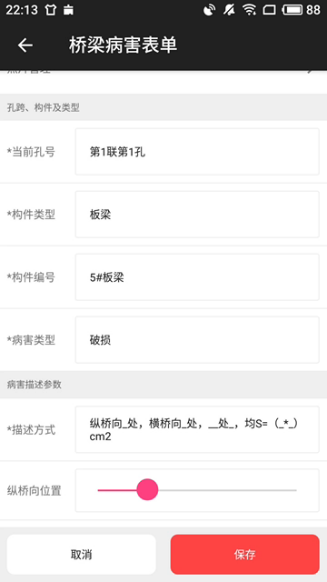 22:13
88
桥梁病害表单
孔跨、构件及类型
*当前孔号
第1联第1孔
*构件类型
板梁
*构件编号
5#板梁
*病害类型
破损
病害描述参数
*描述方式
纵桥向_处，横桥向_处，__处_，均S=（_*_）
cm2
纵桥向位置
取消
保存